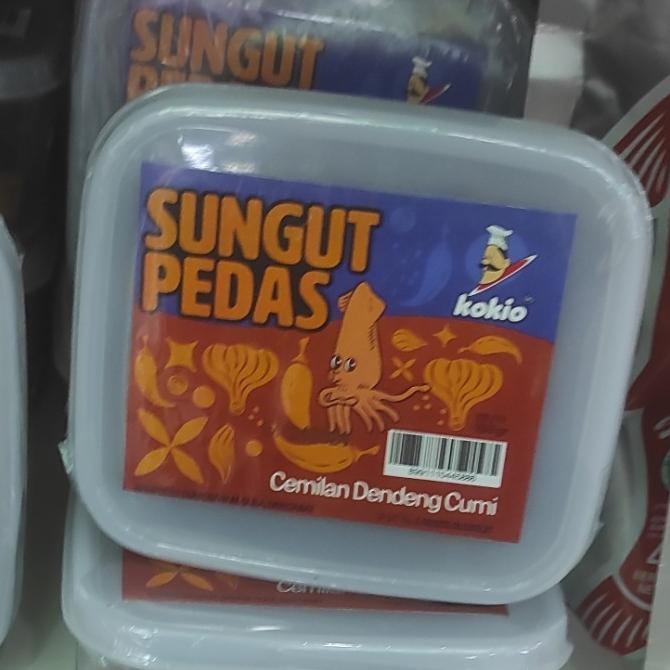 SUNGUT
SUNGUT
PEDAS
kokio
Cemilan Dendeng Cumi